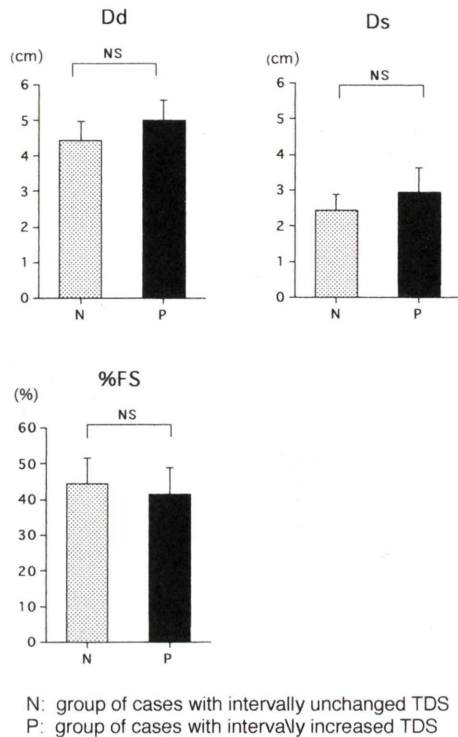 Dd
(cm)
NS
6
5
4
3
2
1
0
N P
Ds
(cm)
NS
6
5
4
3
2
1
0
N P
%FS
(%)
NS
60
50
40
30
20
10
0
N P
N: group of cases with intervally unchanged TDS
P: group of cases with intervally increased TDS